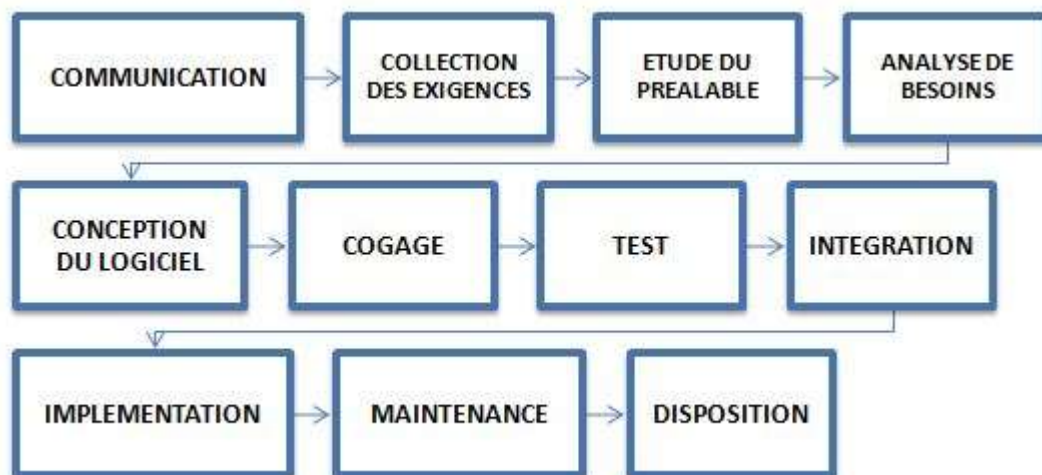 COMMUNICATION
COLLECTION
DES EXIGENCES
ETUDE DU
PREALABLE
ANALYSE DE
BESOINS
CONCEPTION
DU LOGICIEL
COGAGE
TEST
INTEGRATION
IMPLEMENTATION
MAINTENANCE
DISPOSITION